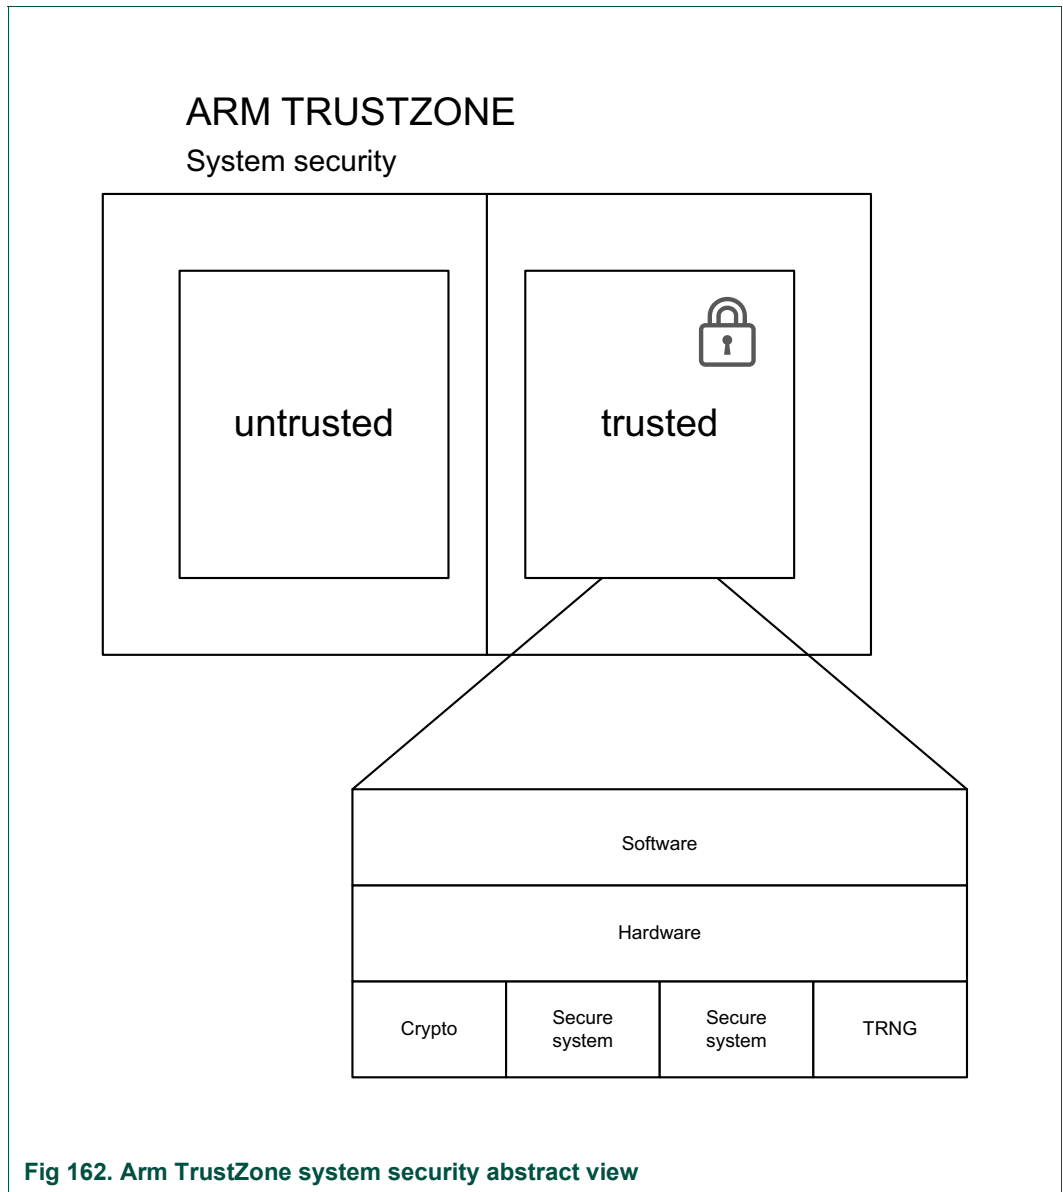 ARM TRUSTZONE
System security
untrusted
trusted
Software
Hardware
Crypto
Secure
system
Secure
system
TRNG
Fig 162. Arm TrustZone system security abstract view